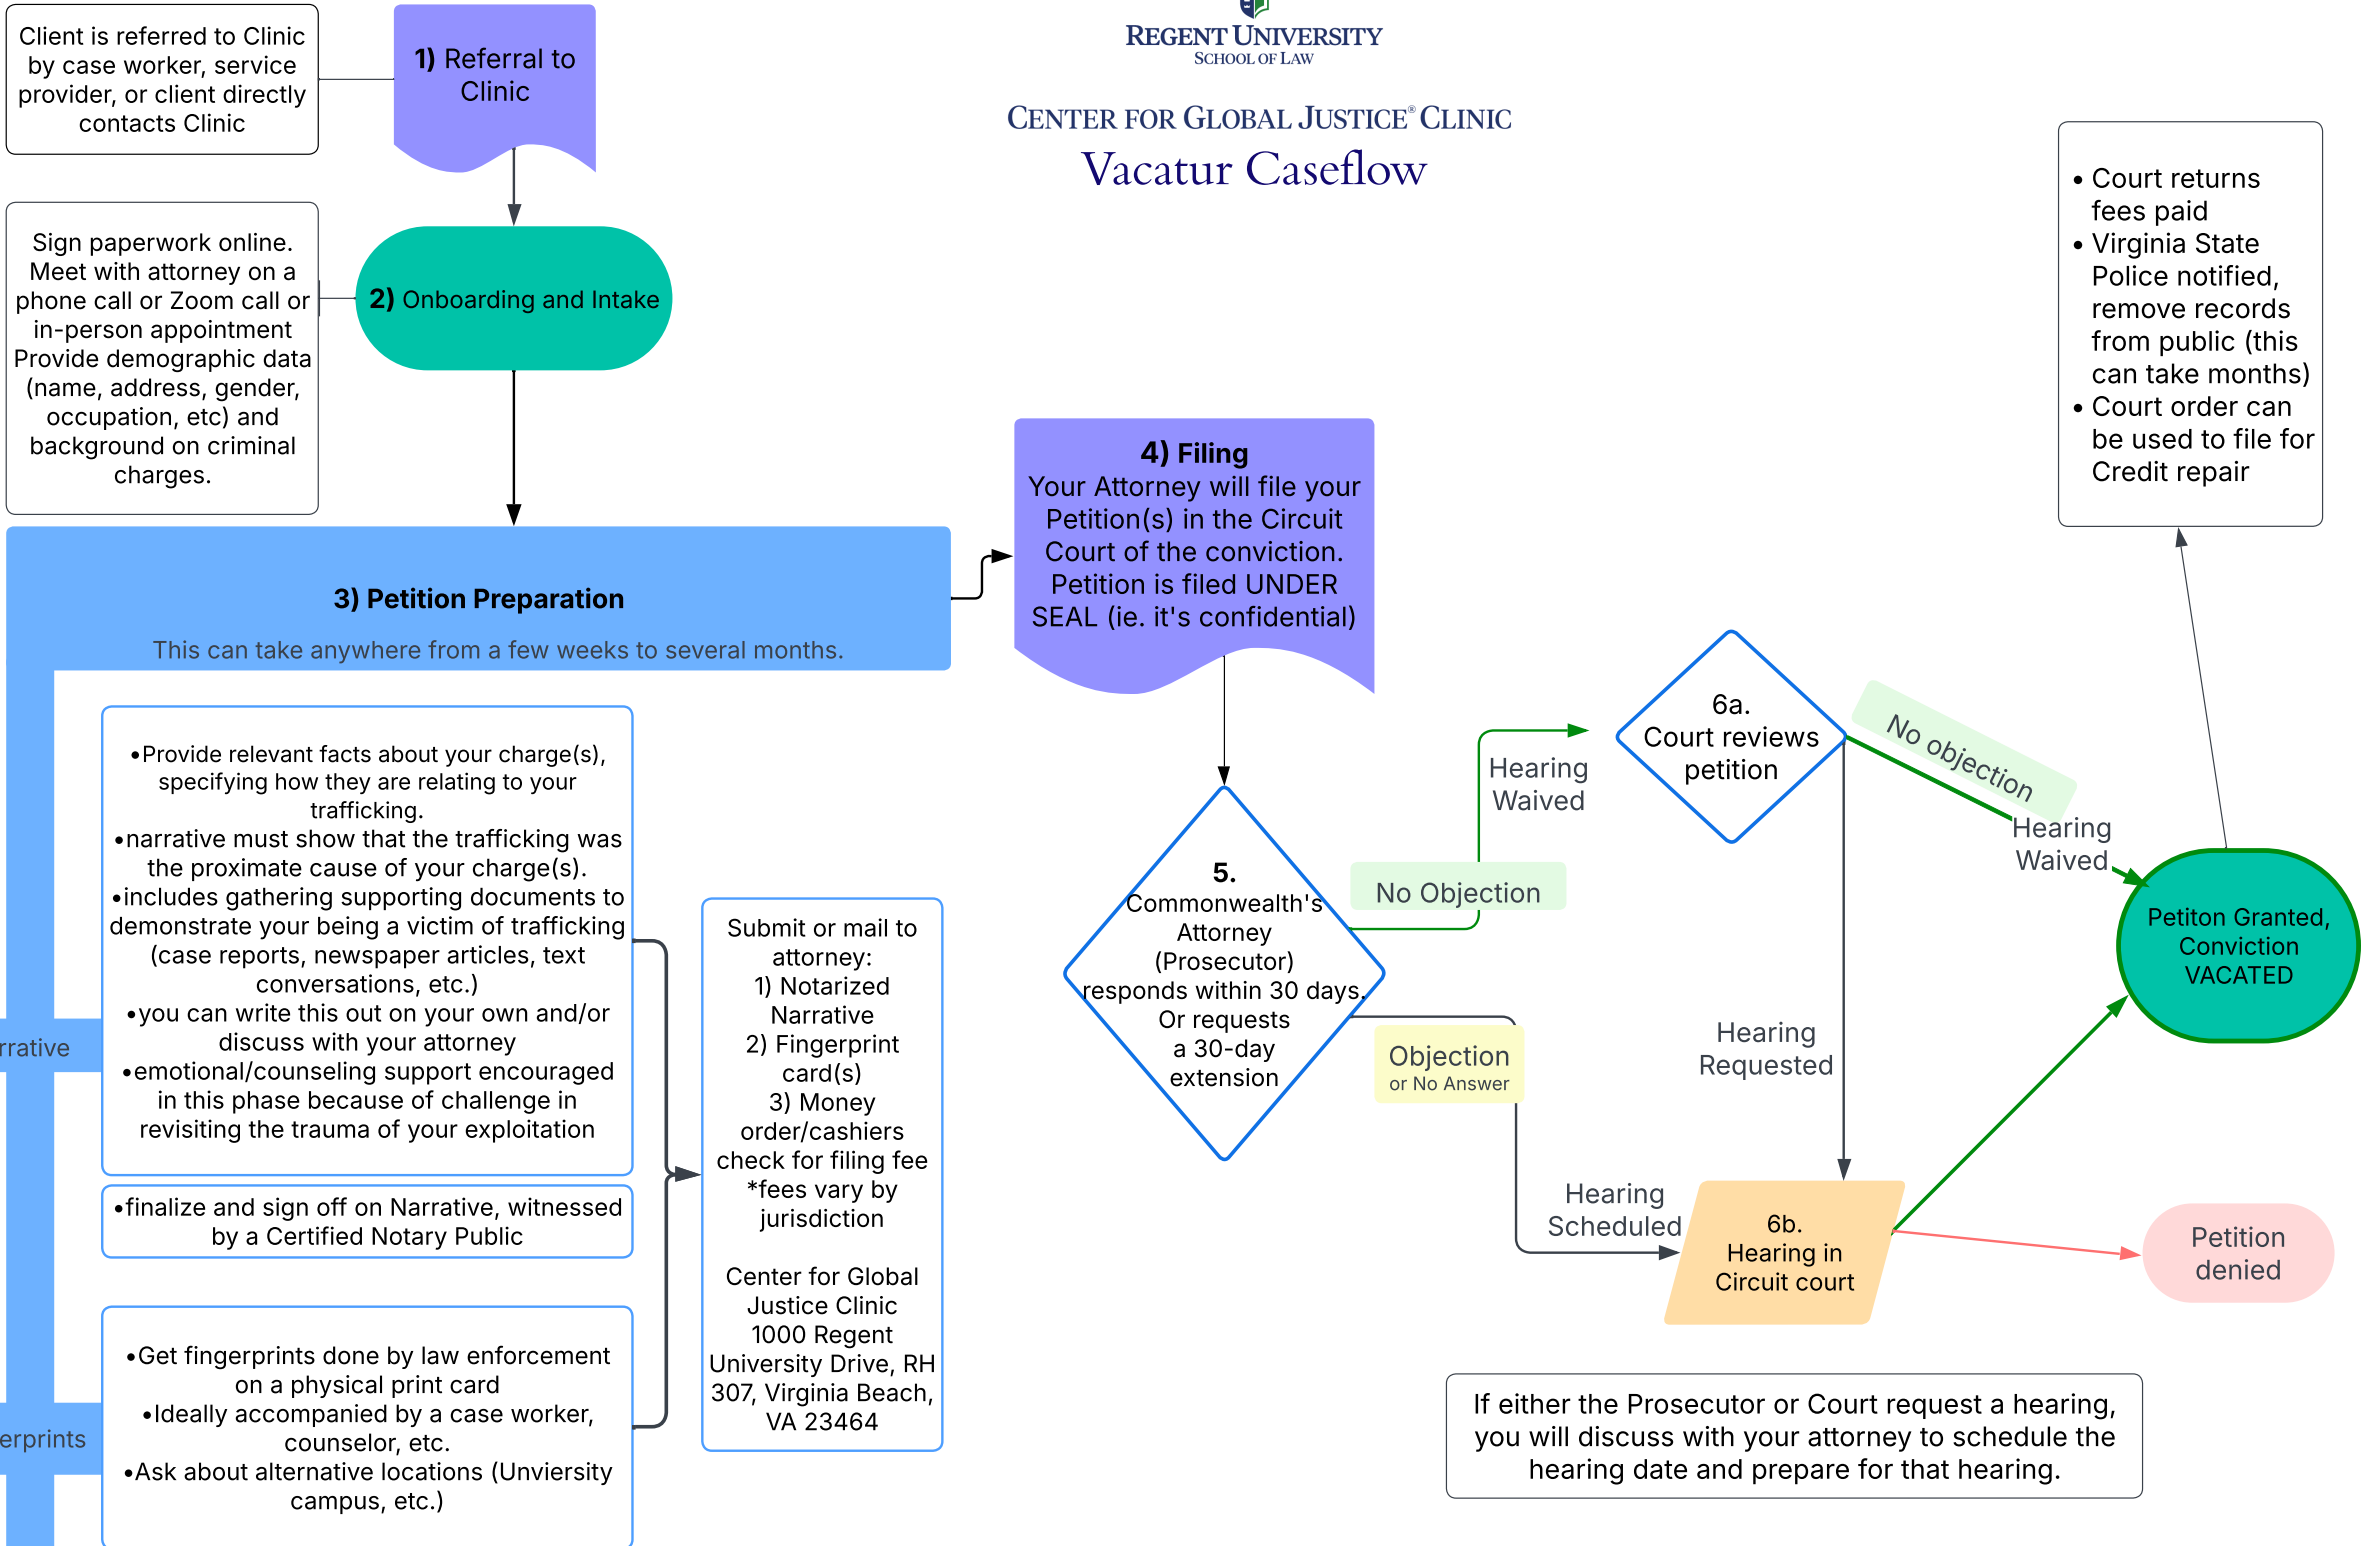 Client is referred to Clinic
by case worker, service
provider, or client directly
contacts Clinic
1) Referral to
Clinic
REGENT UNIVERSITY
SCHOOL OF LAW
CENTER FOR GLOBAL JUSTICE® CLINIC
Vacatur Caseflow
Sign paperwork online.
Meet with attorney on a
phone call or Zoom call or
in-person appointment
Provide demographic data
(name, address, gender,
occupation, etc) and
background on criminal
charges.
2) Onboarding and Intake
3) Petition Preparation
This can take anywhere from a few weeks to several months.
•Provide relevant facts about your charge(s),
specifying how they are relating to your
trafficking.
•narrative must show that the trafficking was
the proximate cause of your charge(s).
•includes gathering supporting documents to
demonstrate your being a victim of trafficking
(case reports, newspaper articles, text
conversations, etc.)
•you can write this out on your own and/or
discuss with your attorney
•emotional/counseling support encouraged
in this phase because of challenge in
revisiting the trauma of your exploitation
rrative
•finalize and sign off on Narrative, witnessed
by a Certified Notary Public
•Get fingerprints done by law enforcement
on a physical print card
•Ideally accompanied by a case worker,
counselor, etc.
•Ask about alternative locations (Unviersity
campus, etc.)
erprints
Submit or mail to
attorney:
1) Notarized
Narrative
2) Fingerprint
card(s)
3) Money
order/cashiers
check for filing fee
*fees vary by
jurisdiction
Center for Global
Justice Clinic
1000 Regent
University Drive, RH
307, Virginia Beach,
VA 23464
4) Filing
Your Attorney will file your
Petition(s) in the Circuit
Court of the conviction.
Petition is filed UNDER
SEAL (ie. it's confidential)
5.
Commonwealth's
Attorney
(Prosecutor)
responds within 30 days.
Or requests
a 30-day
extension
No Objection
Hearing
Waived
Objection
or No Answer
Hearing
Scheduled
6a.
Court reviews
petition
No objection
Hearing
Waived
Hearing
Requested
6b.
Hearing in
Circuit court
Petiton Granted,
Conviction
VACATED
Petition
denied
• Court returns
fees paid
• Virginia State
Police notified,
remove records
from public (this
can take months)
• Court order can
be used to file for
Credit repair
If either the Prosecutor or Court request a hearing,
you will discuss with your attorney to schedule the
hearing date and prepare for that hearing.